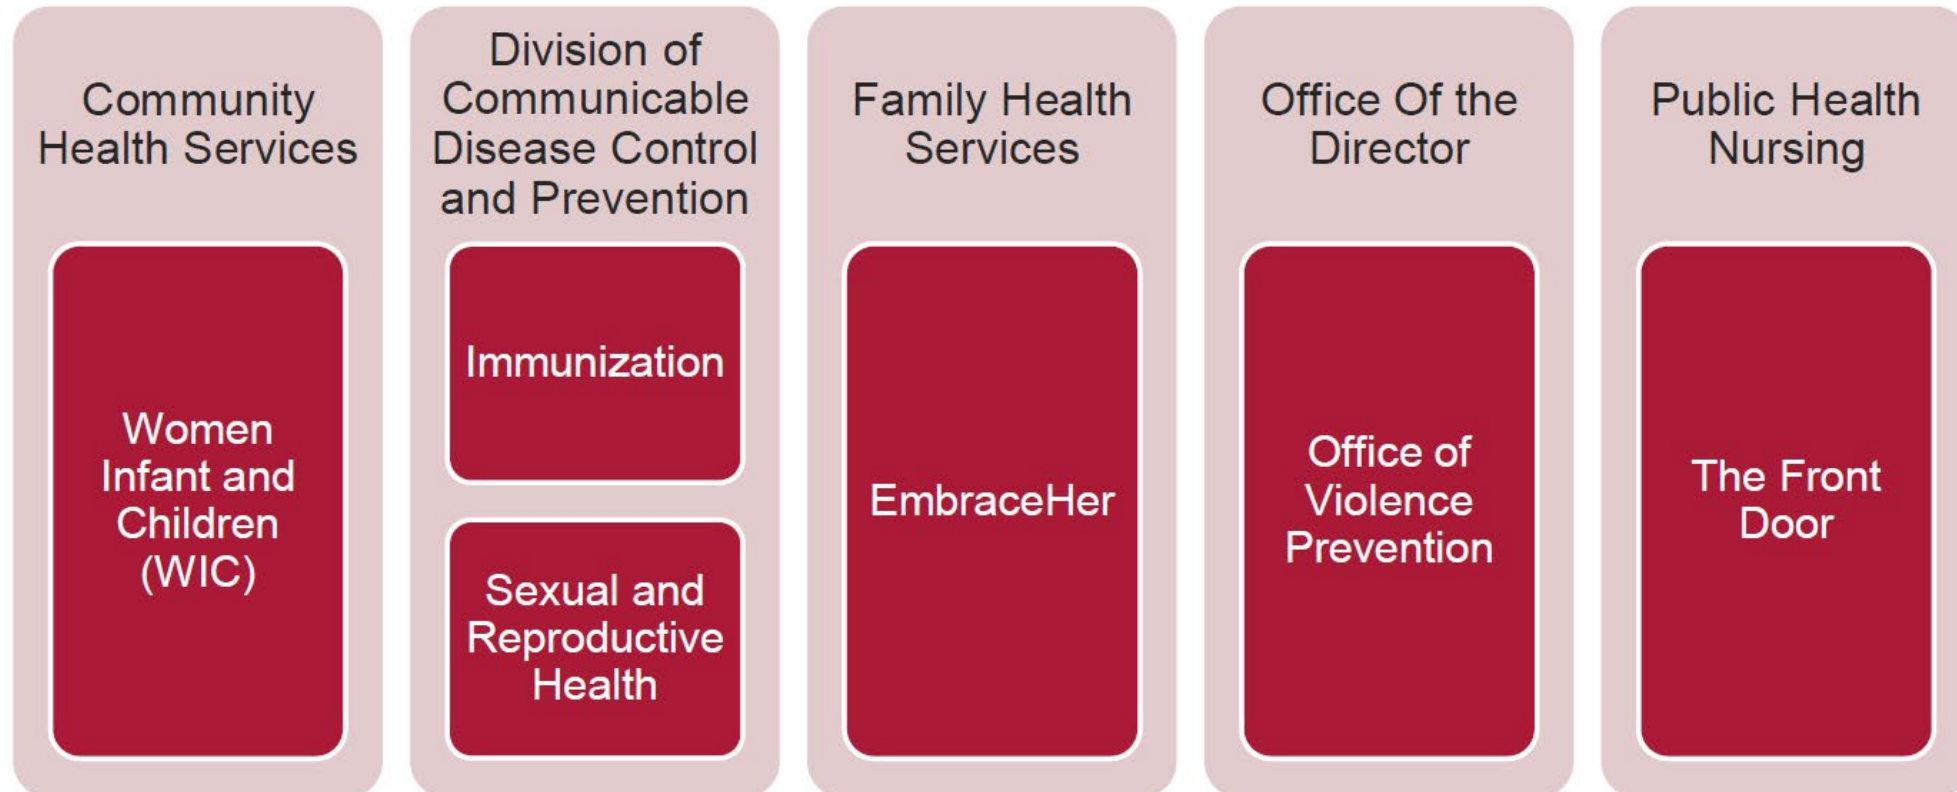 Community
Health Services
Women
Infant and
Children
(WIC)
Division of
Communicable
Disease Control
and Prevention
Immunization
Sexual and
Reproductive
Health
Family Health
Services
EmbraceHer
Office Of the
Director
Office of
Violence
Prevention
Public Health
Nursing
The Front
Door